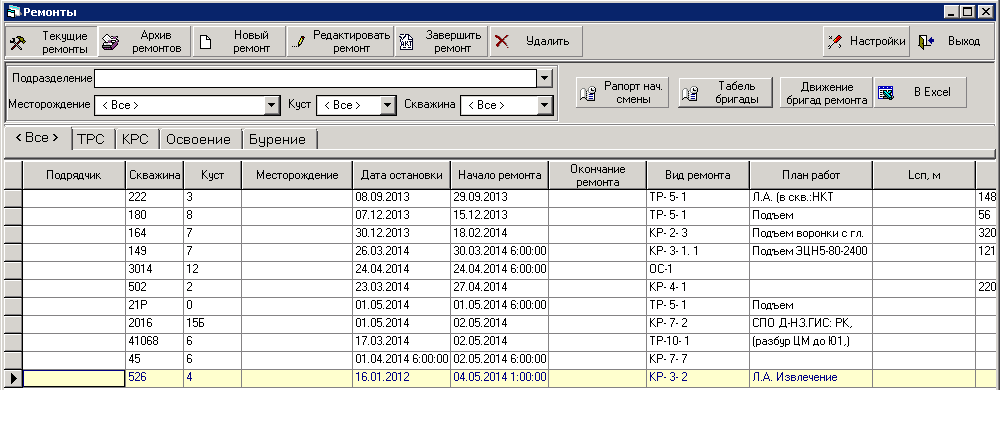 Ремонты
Текущие ремонты Архив ремонтов Новый ремонт Редактировать ремонт Завершить ремонт Удалить Настройки Выход
Подразделение
Месторождение < Все > Куст < Все > Скважина < Все >
Рапорт нач. смены Табель бригады Движение бригад ремонта В Excel
< Все > ТРС КРС Освоение Бурение
Подрядчик Скважина Куст Месторождение Дата остановки Начало ремонта Окончание ремонта Вид ремонта План работ Lсп, м
222 3 08.09.2013 29.09.2013 ТР- 5- 1 Л.А. (в скв.:НКТ 148
180 8 07.12.2013 15.12.2013 ТР- 5- 1 Подъем 56
164 7 30.12.2013 18.02.2014 КР- 2- 3 Подъем воронки с гл. 320
149 7 26.03.2014 30.03.2014 6:00:00 КР- 3- 1. 1 Подъем ЭЦН5-80-2400 121
3014 12 24.04.2014 24.04.2014 6:00:00 ОС-1
502 2 23.03.2014 27.04.2014 КР- 4- 1 220
21Р 0 01.05.2014 01.05.2014 6:00:00 ТР- 5- 1 Подъем
2016 15Б 01.05.2014 02.05.2014 КР- 7- 2 СПО Д-НЗ.ГИС: РК,
41068 6 17.03.2014 02.05.2014 ТР-10- 1 (разбур ЦМ до Ю1,)
45 6 01.04.2014 6:00:00 02.05.2014 6:00:00 КР- 7- 7
526 4 16.01.2012 04.05.2014 1:00:00 КР- 3- 2 Л.А. Извлечение